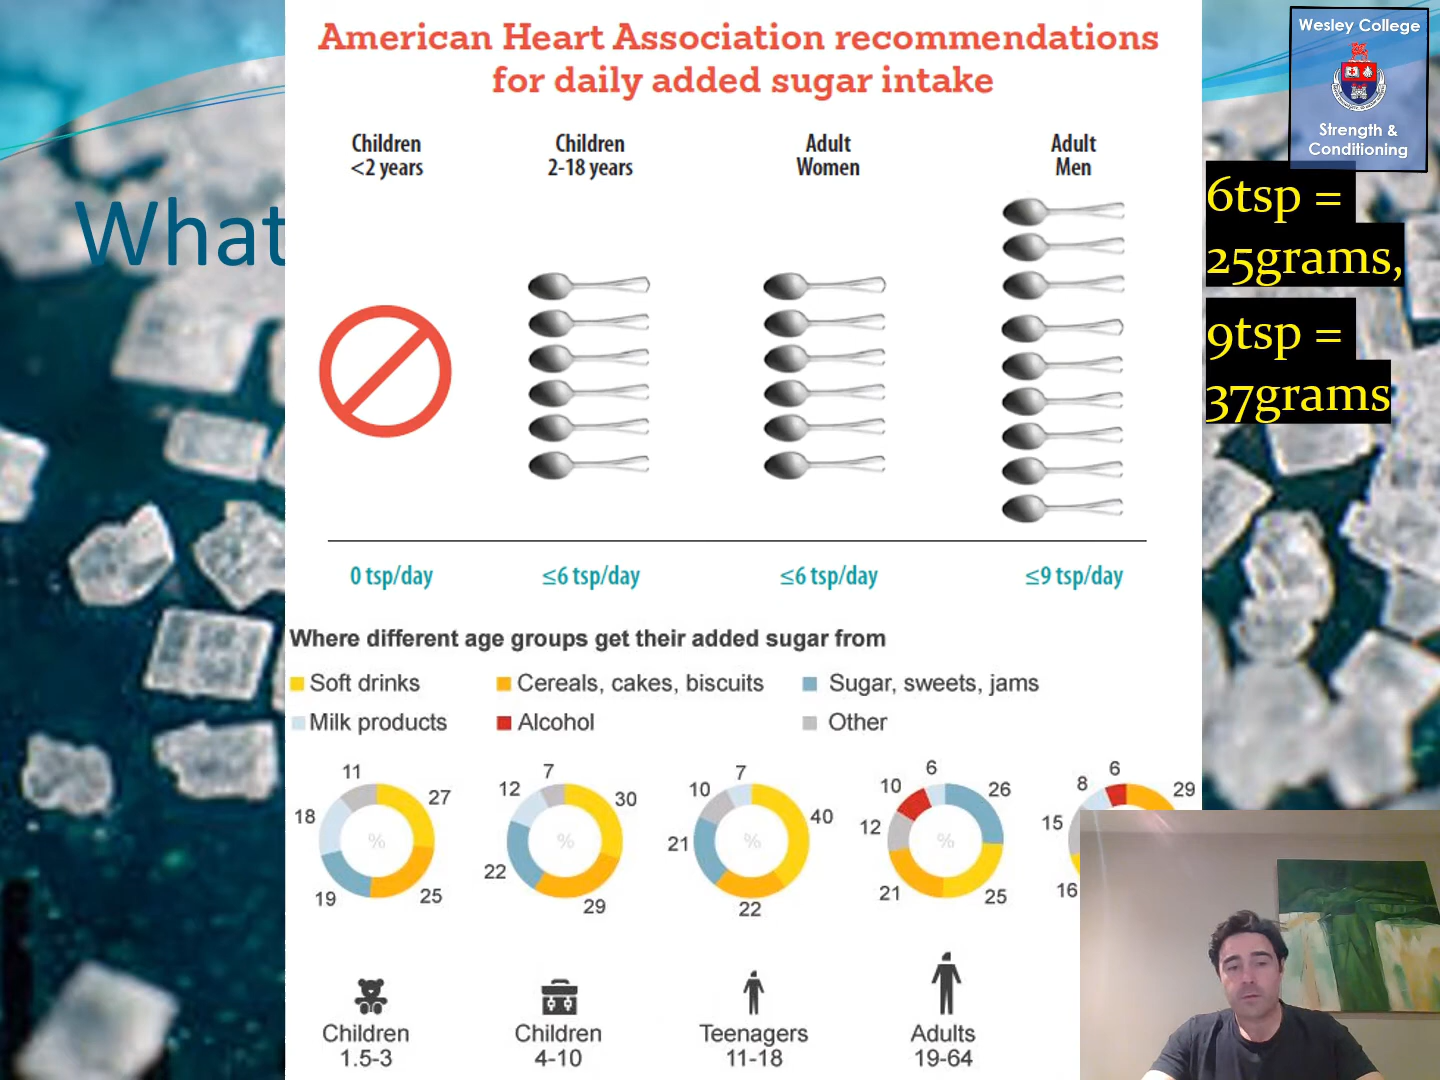 American Heart Association recommendations
for daily added sugar intake
Wesley College
Strength &
Conditioning
Children
<2 years
Children
2-18 years
Adult
Women
Adult
Men
What
6tsp =
25grams,
9tsp =
37grams
0 tsp/day
≤6 tsp/day
≤6 tsp/day
≤9 tsp/day
Where different age groups get their added sugar from
Soft drinks
Cereals, cakes, biscuits
Sugar, sweets, jams
Milk products
Alcohol
Other
11
27
18
%
19
25
7
12
30
%
22
29
7
10
40
21
%
22
6
10
26
12
%
21
25
6
8
29
15
16
Children
1.5-3
Children
4-10
Teenagers
11-18
Adults
19-64